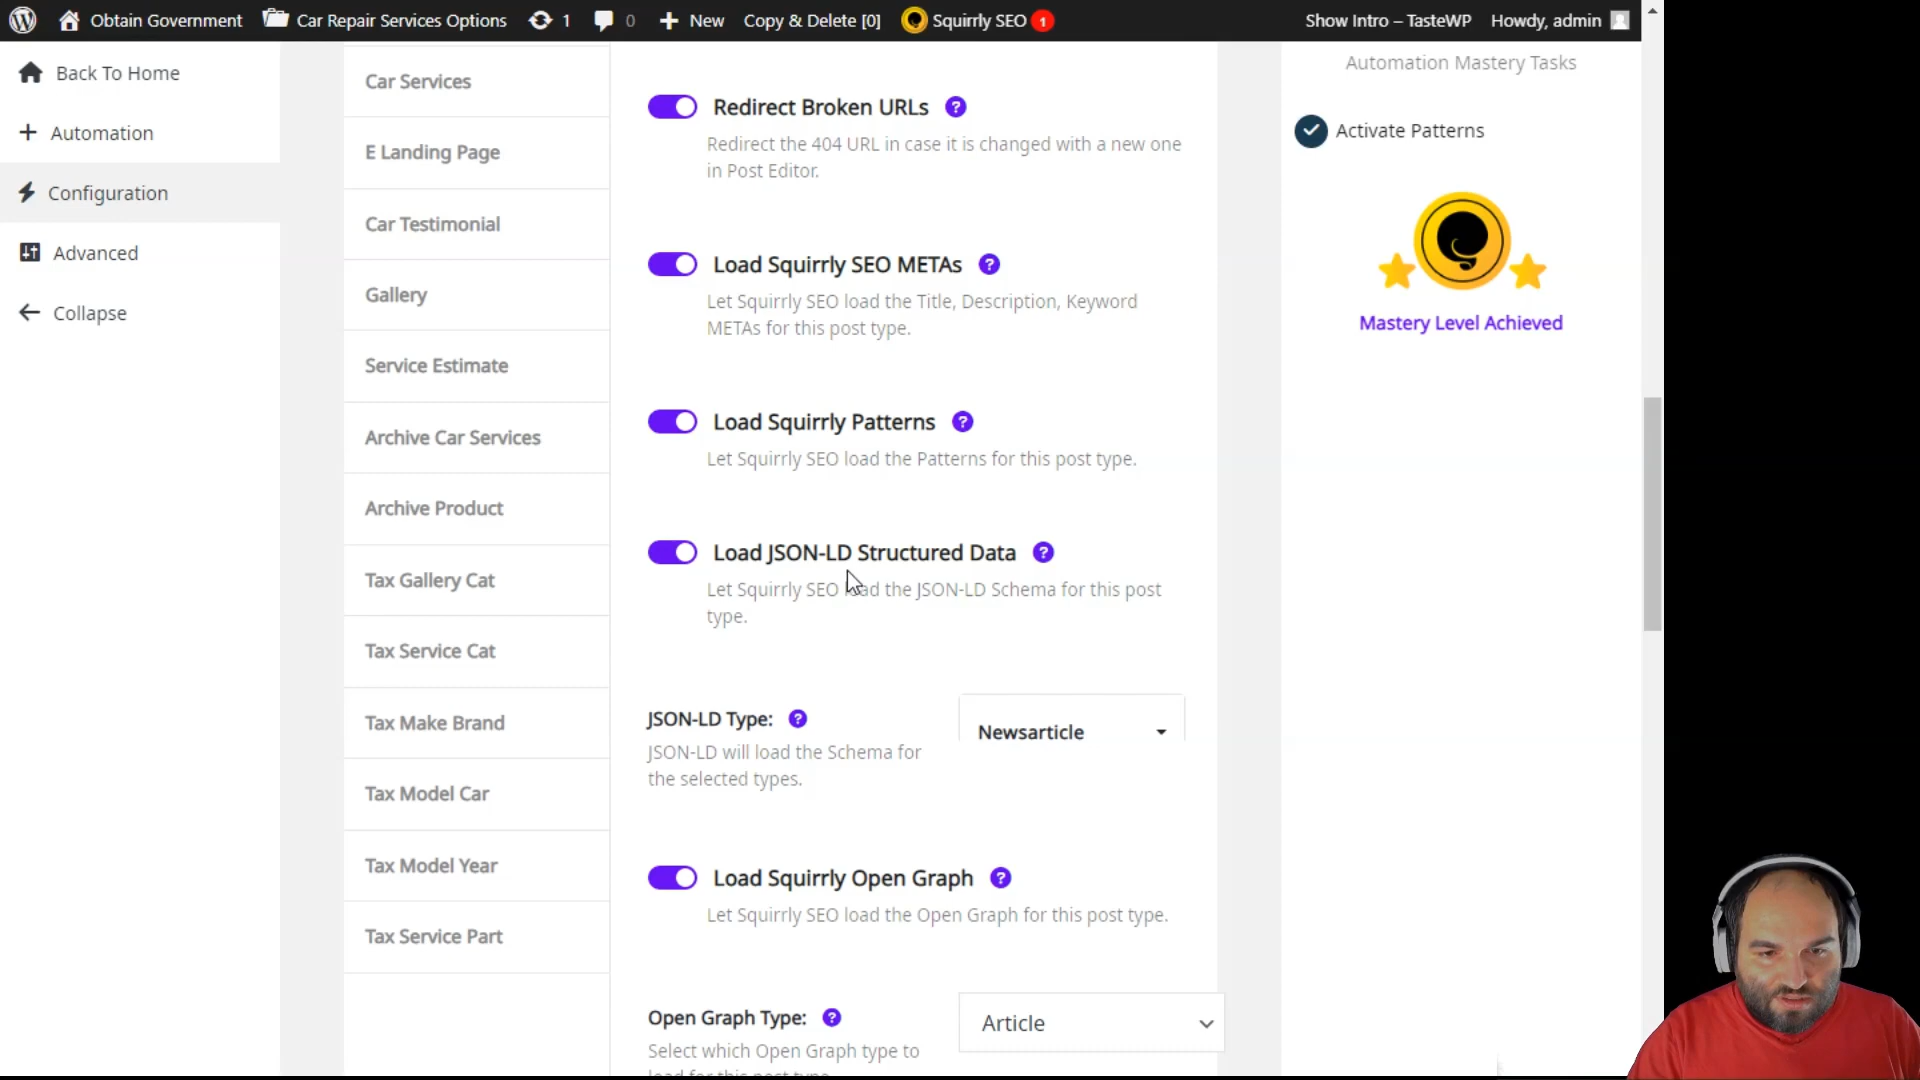 Obtain Government
Car Repair Services Options
1
0
New
Copy & Delete [0]
Squirrly SEO
1
Show Intro – TasteWP
Howdy, admin
Back To Home
Automation
Configuration
Advanced
Collapse
Car Services
E Landing Page
Car Testimonial
Gallery
Service Estimate
Archive Car Services
Archive Product
Tax Gallery Cat
Tax Service Cat
Tax Make Brand
Tax Model Car
Tax Model Year
Tax Service Part
Redirect Broken URLs ?
Redirect the 404 URL in case it is changed with a new one
in Post Editor.
Load Squirrly SEO METAs ?
Let Squirrly SEO load the Title, Description, Keyword
METAs for this post type.
Load Squirrly Patterns ?
Let Squirrly SEO load the Patterns for this post type.
Load JSON-LD Structured Data ?
Let Squirrly SEO load the JSON-LD Schema for this post
type.
JSON-LD Type: ?
JSON-LD will load the Schema for
the selected types.
Newsarticle
Load Squirrly Open Graph ?
Let Squirrly SEO load the Open Graph for this post type.
Open Graph Type: ?
Select which Open Graph type to
load for this post type
Article
Automation Mastery Tasks
Activate Patterns
Mastery Level Achieved